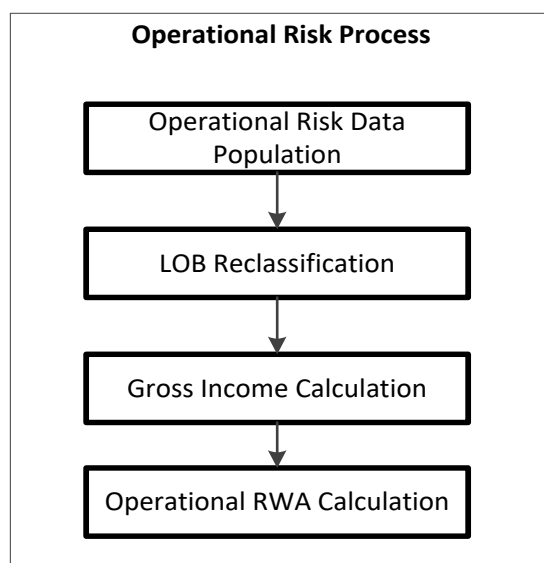 Operational Risk Process
Operational Risk Data
Population
LOB Reclassification
Gross Income Calculation
Operational RWA Calculation